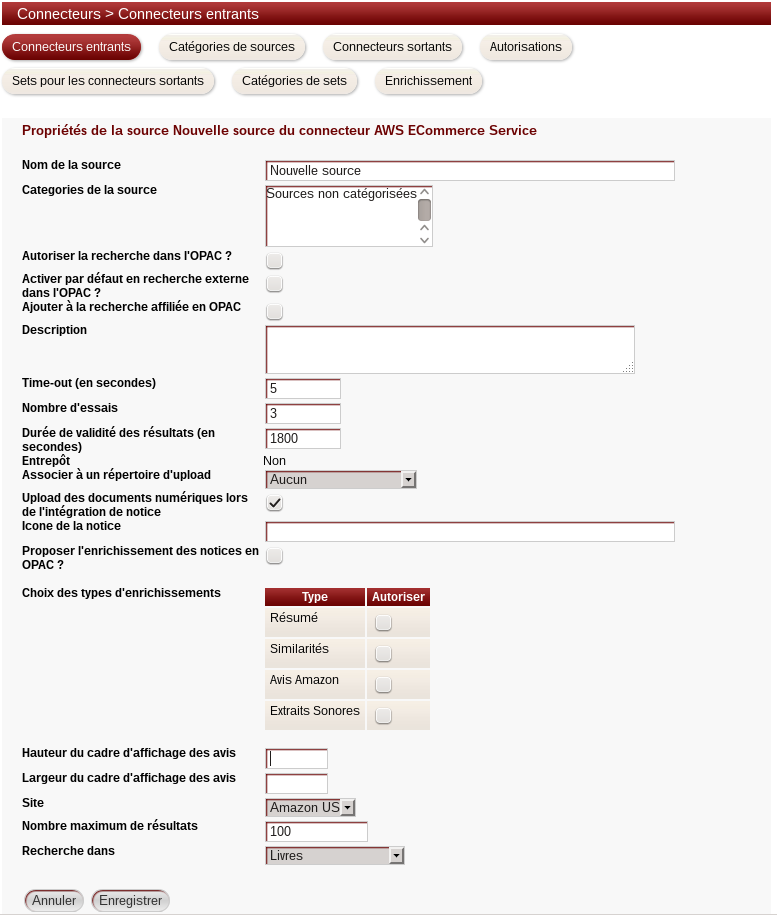 Connecteurs > Connecteurs entrants
Connecteurs entrants Catégories de sources Connecteurs sortants Autorisations
Sets pour les connecteurs sortants Catégories de sets Enrichissement
Propriétés de la source Nouvelle source du connecteur AWS ECommerce Service
Nom de la source Nouvelle source
Categories de la source Sources non catégorisées
Autoriser la recherche dans l'OPAC ?
Activer par défaut en recherche externe
dans l'OPAC ?
Ajouter à la recherche affiliée en OPAC
Description
Time-out (en secondes) 5
Nombre d'essais 3
Durée de validité des résultats (en
secondes) 1800
Entrepôt Non
Associer à un répertoire d'upload Aucun
Upload des documents numériques lors
de l'intégration de notice
Icone de la notice
Proposer l'enrichissement des notices en
OPAC ?
Choix des types d'enrichissements Type Autoriser
Résumé
Similarités
Avis Amazon
Extraits Sonores
Hauteur du cadre d'affichage des avis
Largeur du cadre d'affichage des avis
Site Amazon US
Nombre maximum de résultats 100
Recherche dans Livres
Annuler Enregistrer